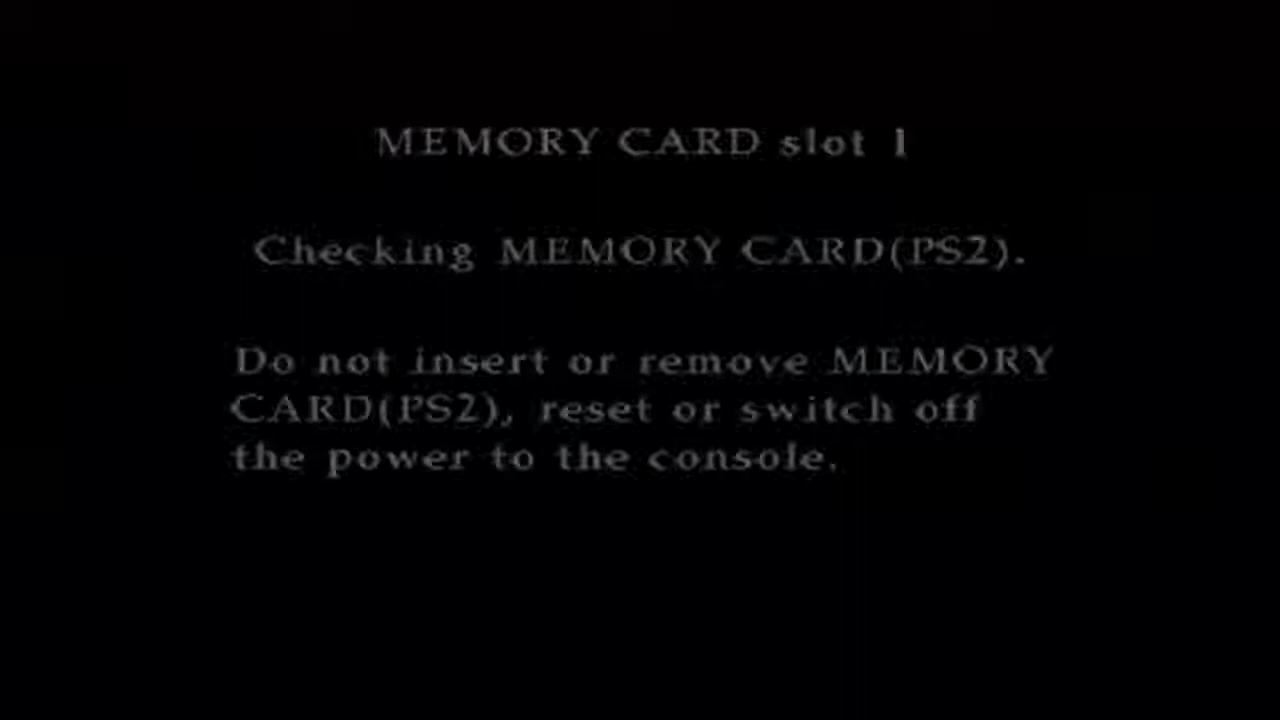 MEMORY CARD slot 1
Checking MEMORY CARD(PS2).
Do not insert or remove MEMORY
CARD(PS2), reset or switch off
the power to the console.